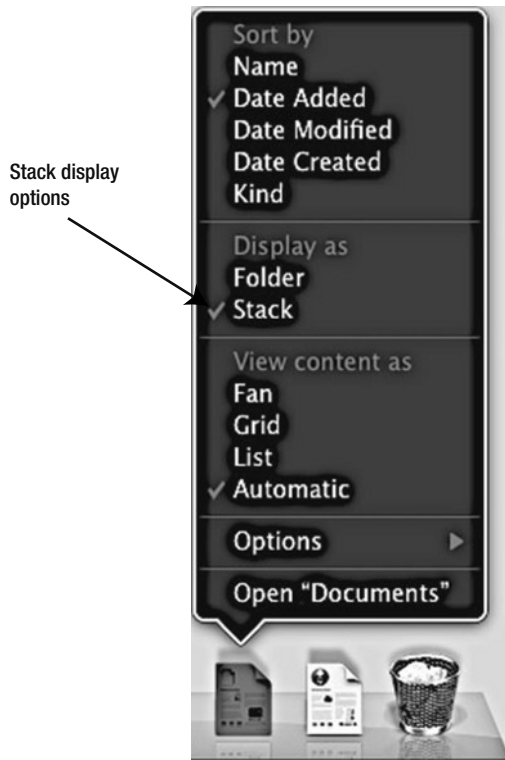 Stack display
options
Sort by
Name
✓ Date Added
Date Modified
Date Created
Kind
Display as
Folder
✓ Stack
View content as
Fan
Grid
List
✓ Automatic
Options
Open “Documents”